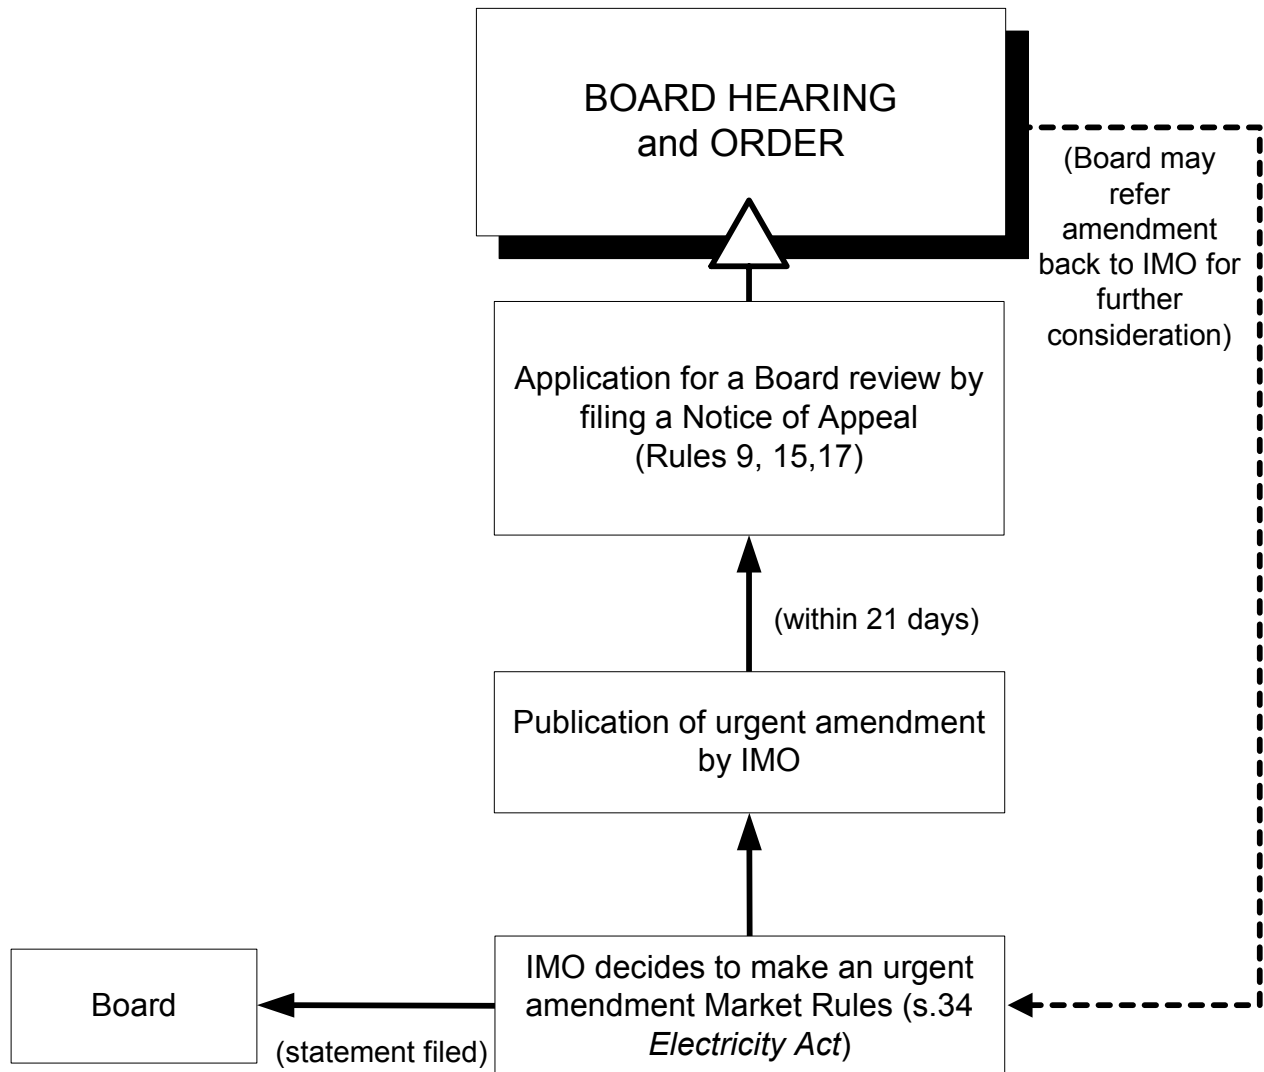 BOARD HEARING
and ORDER
(Board may
refer
amendment
back to IMO for
further
consideration)
Application for a Board review by
filing a Notice of Appeal
(Rules 9, 15,17)
(within 21 days)
Publication of urgent amendment
by IMO
IMO decides to make an urgent
amendment Market Rules (s.34
Electricity Act)
Board
(statement filed)